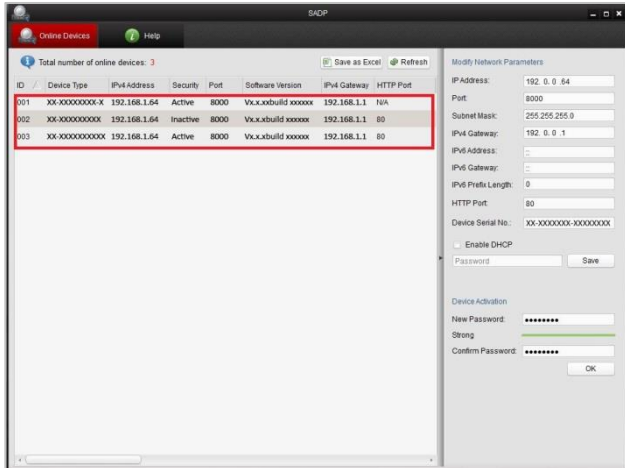 SADP
Online Devices Help
Total number of online devices: 3 Save as Excel Refresh
ID Device Type IPv4 Address Security Port Software Version IPv4 Gateway HTTP Port
001 XX-XXXXXXXX-X 192.168.1.64 Active 8000 Vx.x.xbuild xxxxxx 192.168.1.1 N/A
002 XX-XXXXXXXXX 192.168.1.64 Inactive 8000 Vx.x.xbuild xxxxxx 192.168.1.1 80
003 XX-XXXXXXXXXX 192.168.1.64 Active 8000 Vx.x.xbuild xxxxxx 192.168.1.1 80
Modify Network Parameters
IP Address: 192. 0. 0 .64
Port: 8000
Subnet Mask: 255.255.255.0
IPv4 Gateway: 192. 0. 0 .1
IPv6 Address: ::
IPv6 Gateway: ::
IPv6 Prefix Length: 0
HTTP Port: 80
Device Serial No.: XX-XXXXXXX-XXXXXXXX
Enable DHCP
Password Save
Device Activation
New Password: ●●●●●●●●
Strong
Confirm Password: ●●●●●●●●
OK